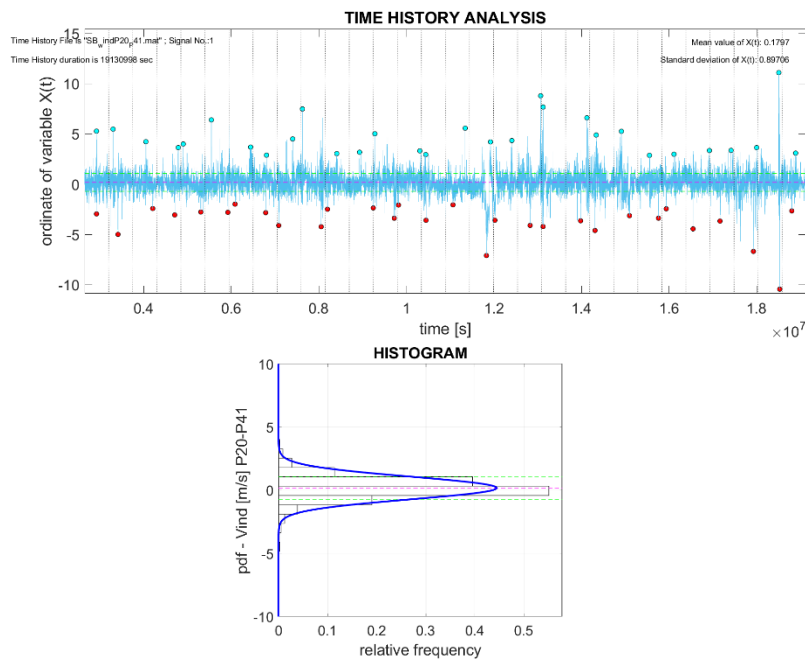 TIME HISTORY ANALYSIS
Time History File is "SB_windP20_P41.mat" ; Signal No.:1
Mean value of X(t): 0.1797
Time History duration is 19130998 sec
Standard deviation of X(t): 0.89706
ordinate of variable X(t)
15
10
5
0
-5
-10
0.4 0.6 0.8 1 1.2 1.4 1.6 1.8
time [s]
×10^7
HISTOGRAM
pdf - Vind [m/s] P20-P41
10
5
0
-5
-10
0 0.1 0.2 0.3 0.4 0.5
relative frequency